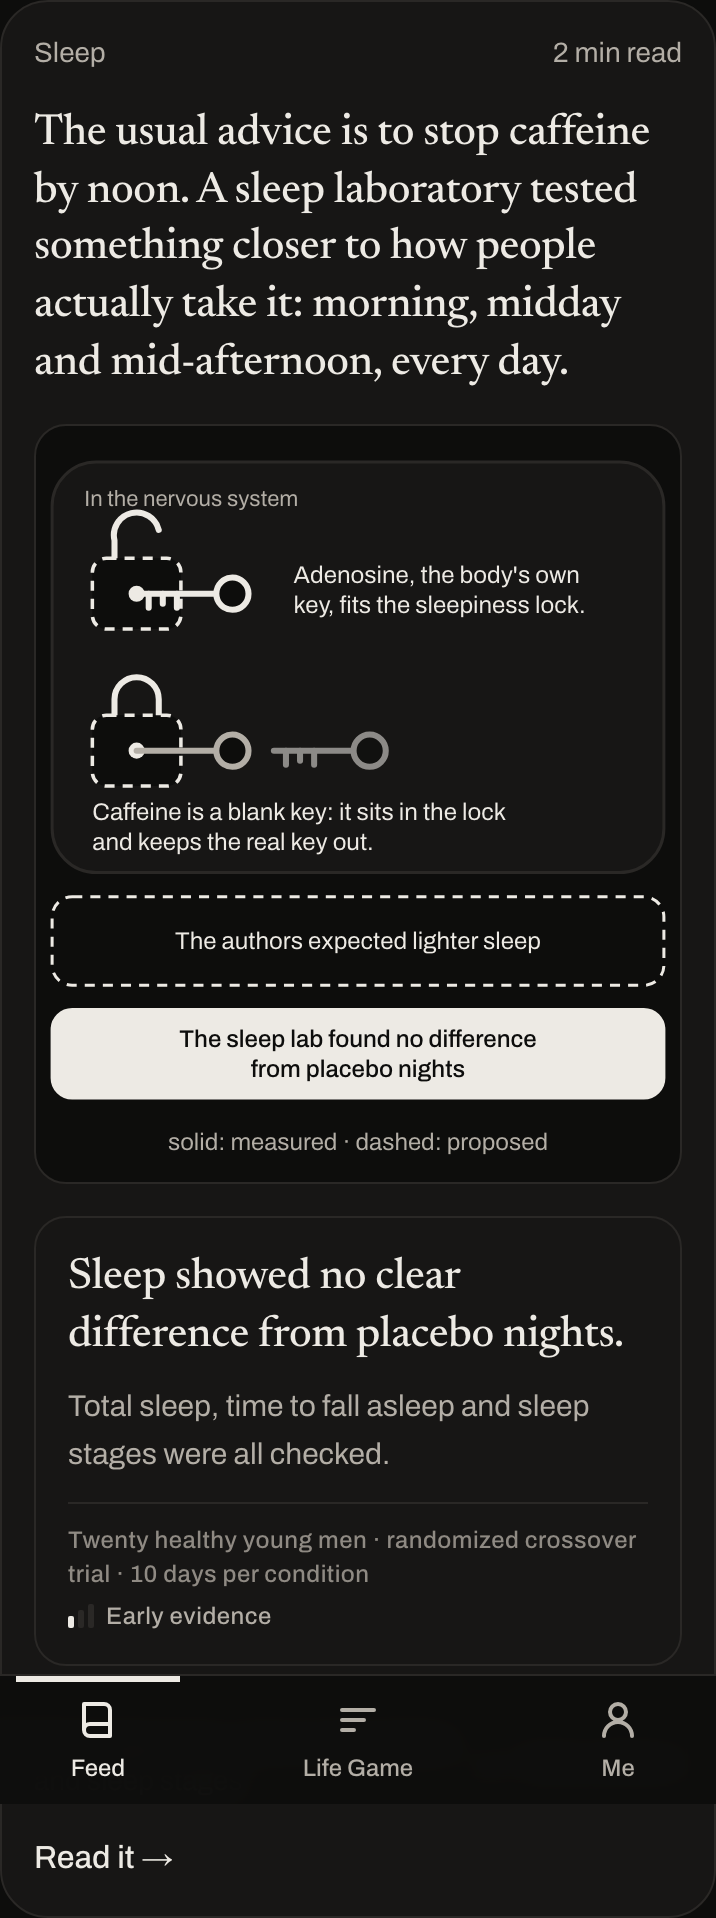 Sleep
2 min read
The usual advice is to stop caffeine
by noon. A sleep laboratory tested
something closer to how people
actually take it: morning, midday
and mid-afternoon, every day.
In the nervous system
Adenosine, the body's own
key, fits the sleepiness lock.
Caffeine is a blank key: it sits in the lock
and keeps the real key out.
The authors expected lighter sleep
The sleep lab found no difference
from placebo nights
solid: measured · dashed: proposed
Sleep showed no clear
difference from placebo nights.
Total sleep, time to fall asleep and sleep
stages were all checked.
Twenty healthy young men · randomized crossover
trial · 10 days per condition
Early evidence
Feed
Life Game
Me
Read it →